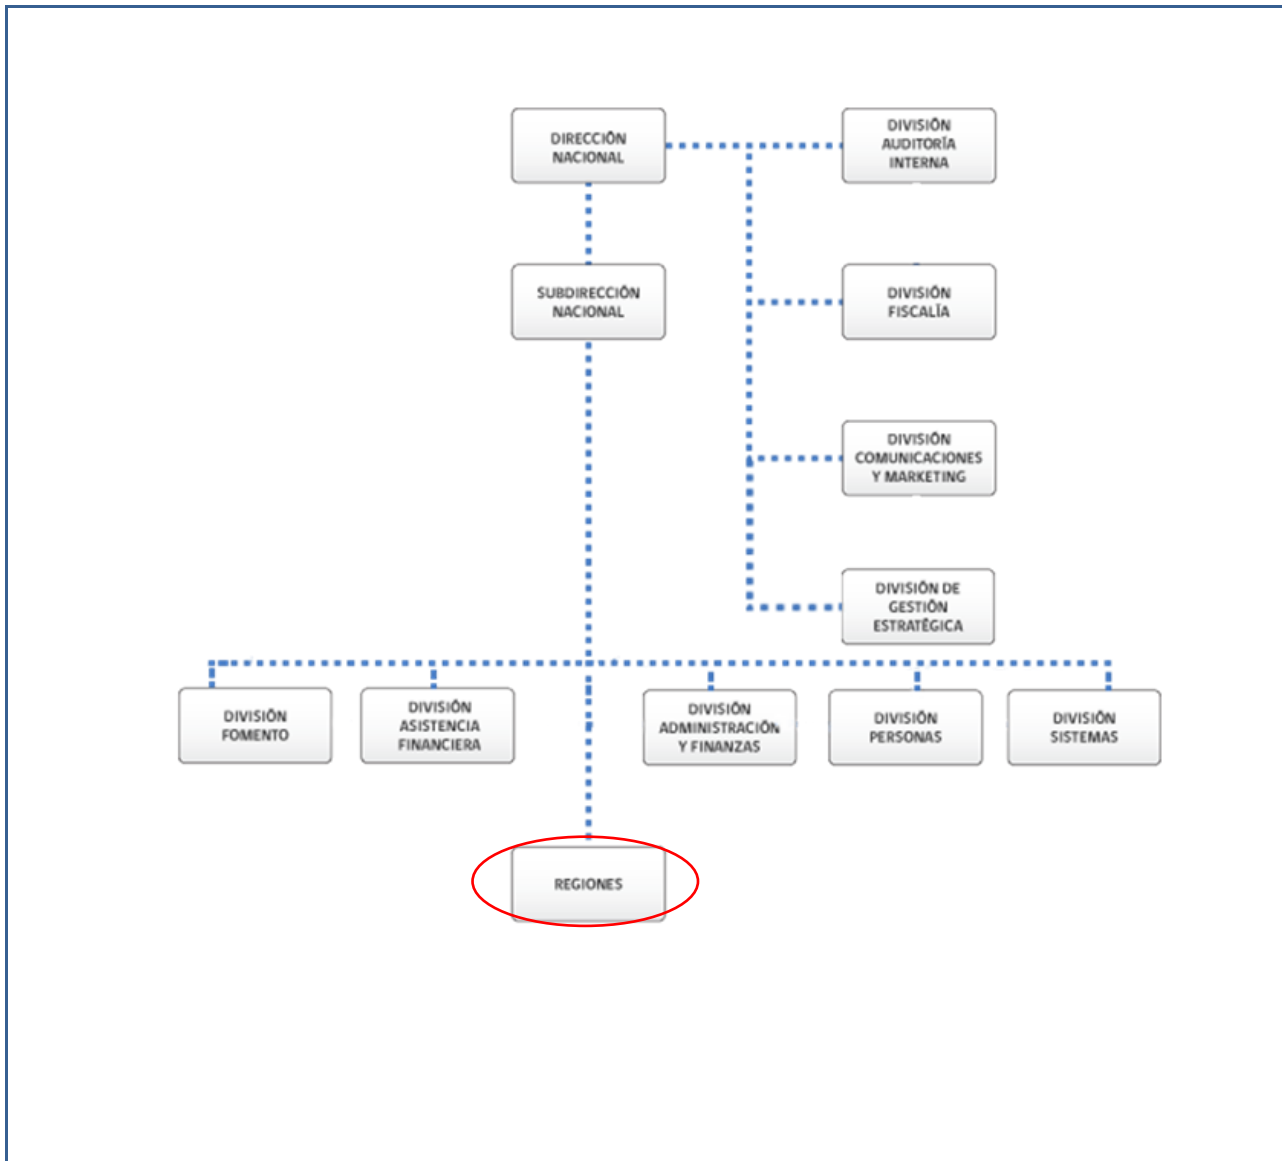 DIRECCIÓN
NACIONAL
DIVISIÓN
AUDITORÍA
INTERNA
SUBDIRECCIÓN
NACIONAL
DIVISIÓN
FISCALÍA
DIVISIÓN
COMUNICACIONES
Y MARKETING
DIVISIÓN DE
GESTIÓN
ESTRATÉGICA
DIVISIÓN
FOMENTO
DIVISIÓN
ASISTENCIA
FINANCIERA
DIVISIÓN
ADMINISTRACIÓN
Y FINANZAS
DIVISIÓN
PERSONAS
DIVISIÓN
SISTEMAS
REGIONES